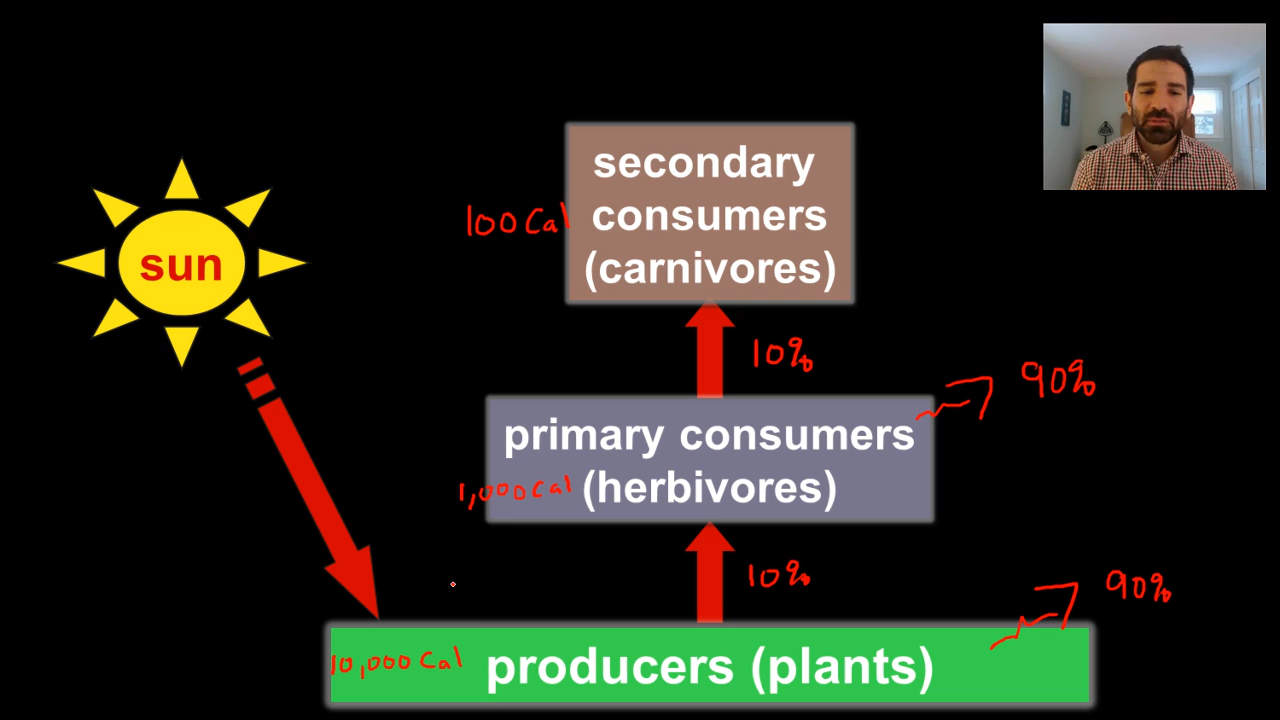 secondary
100 Cal consumers
(carnivores)
sun
10%
90%
primary consumers
1,000 Cal (herbivores)
10%
90%
10,000 Cal producers (plants)